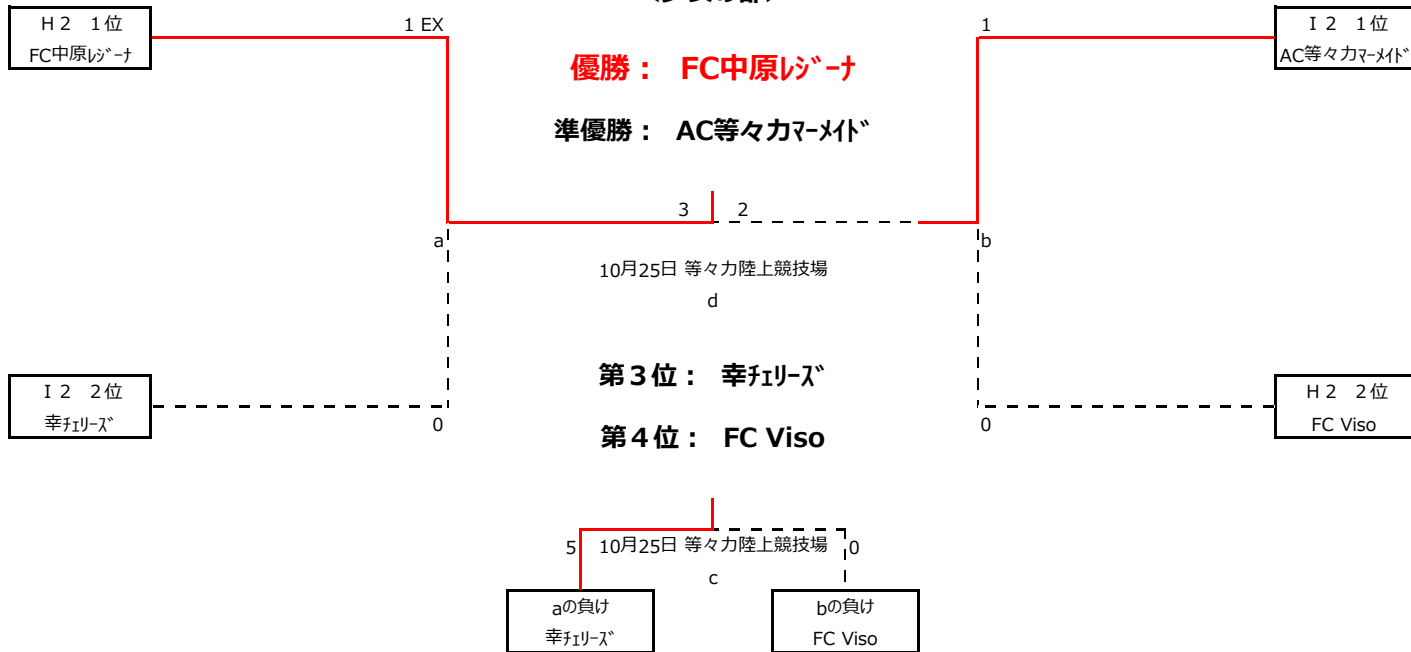 H２ １位
FC中原ﾚｼﾞｰﾅ
1 EX
1
Ｉ２ １位
AC等々力ﾏｰﾒｲﾄﾞ
優勝： FC中原ﾚｼﾞｰﾅ
準優勝： AC等々力ﾏｰﾒｲﾄﾞ
3 2
a
b
10月25日 等々力陸上競技場
d
第３位： 幸ﾁｪﾘｰｽﾞ
第４位： FC Viso
Ｉ２ ２位
幸ﾁｪﾘｰｽﾞ
0
0
H２ ２位
FC Viso
5 10月25日 等々力陸上競技場 0
c
aの負け
幸ﾁｪﾘｰｽﾞ
bの負け
FC Viso